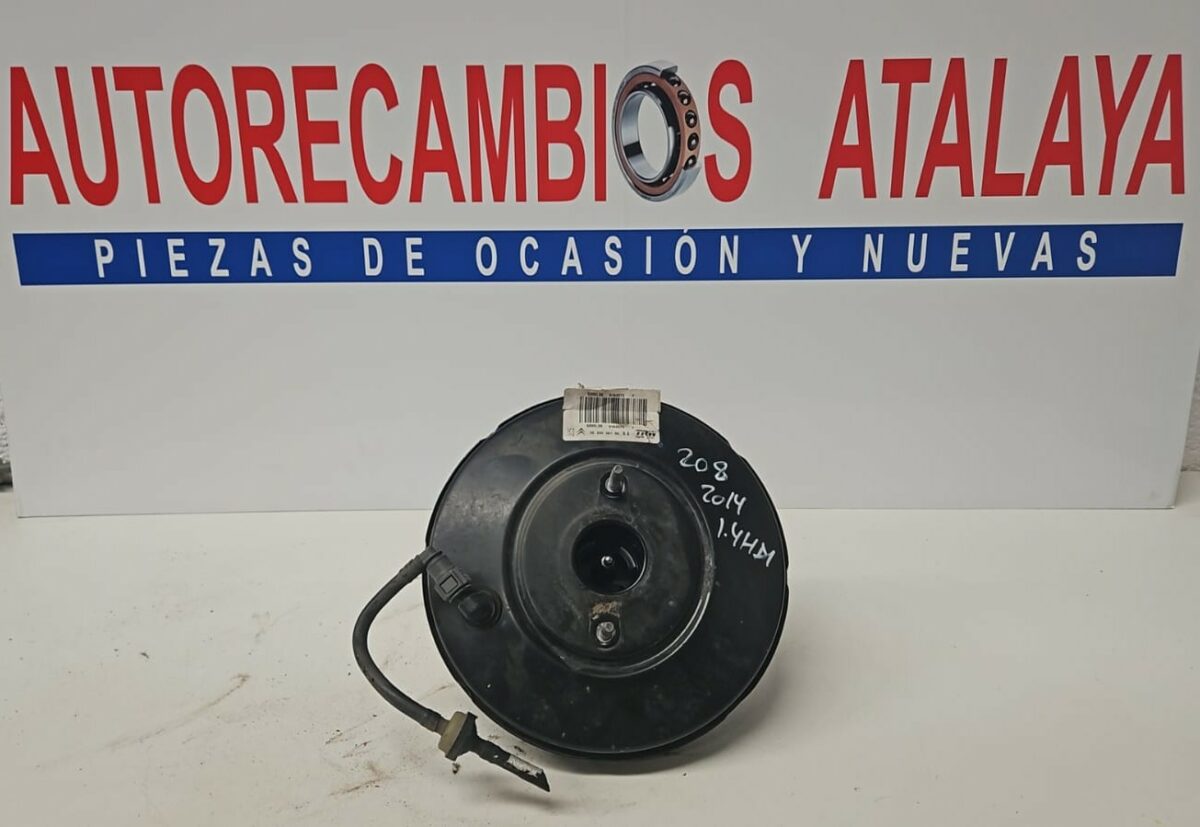 AUTORECAMBIOS ATALAYA
PIEZAS DE OCASIÓN Y NUEVAS
208
2014
1.4HDI